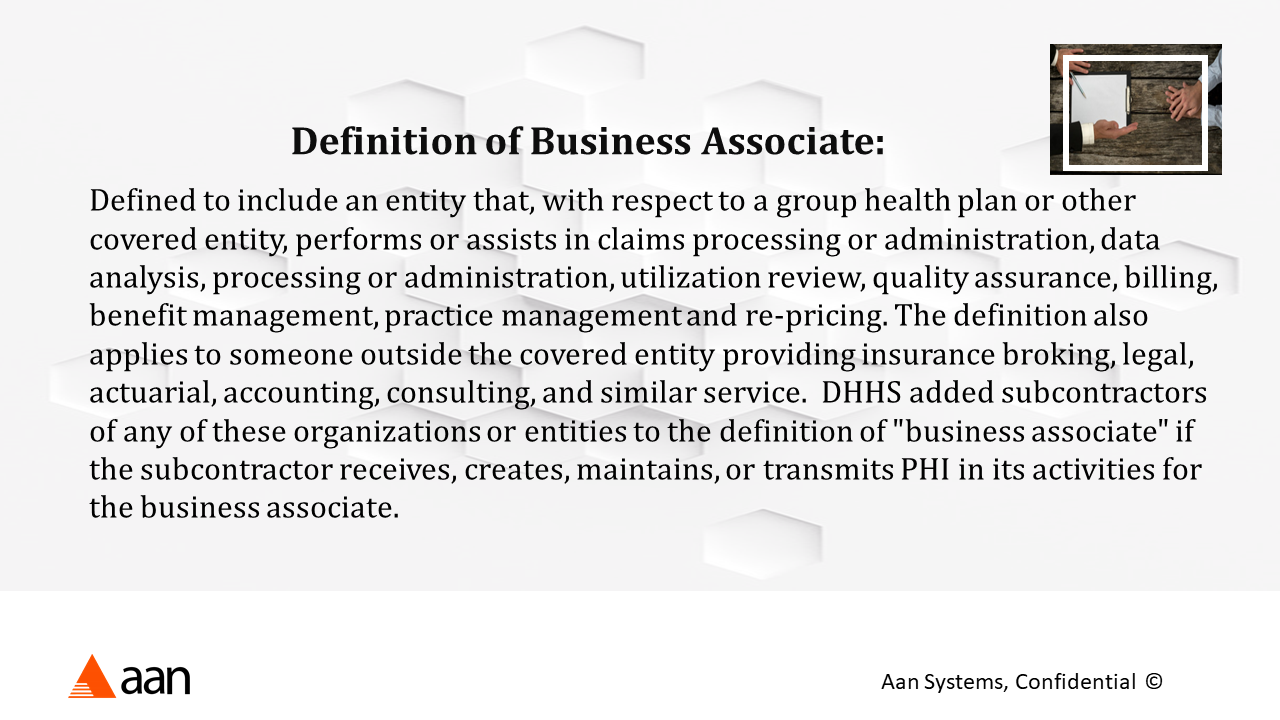 Definition of Business Associate:
Defined to include an entity that, with respect to a group health plan or other
covered entity, performs or assists in claims processing or administration, data
analysis, processing or administration, utilization review, quality assurance, billing,
benefit management, practice management and re-pricing. The definition also
applies to someone outside the covered entity providing insurance broking, legal,
actuarial, accounting, consulting, and similar service.  DHHS added subcontractors
of any of these organizations or entities to the definition of "business associate" if
the subcontractor receives, creates, maintains, or transmits PHI in its activities for
the business associate.
aan
Aan Systems, Confidential ©